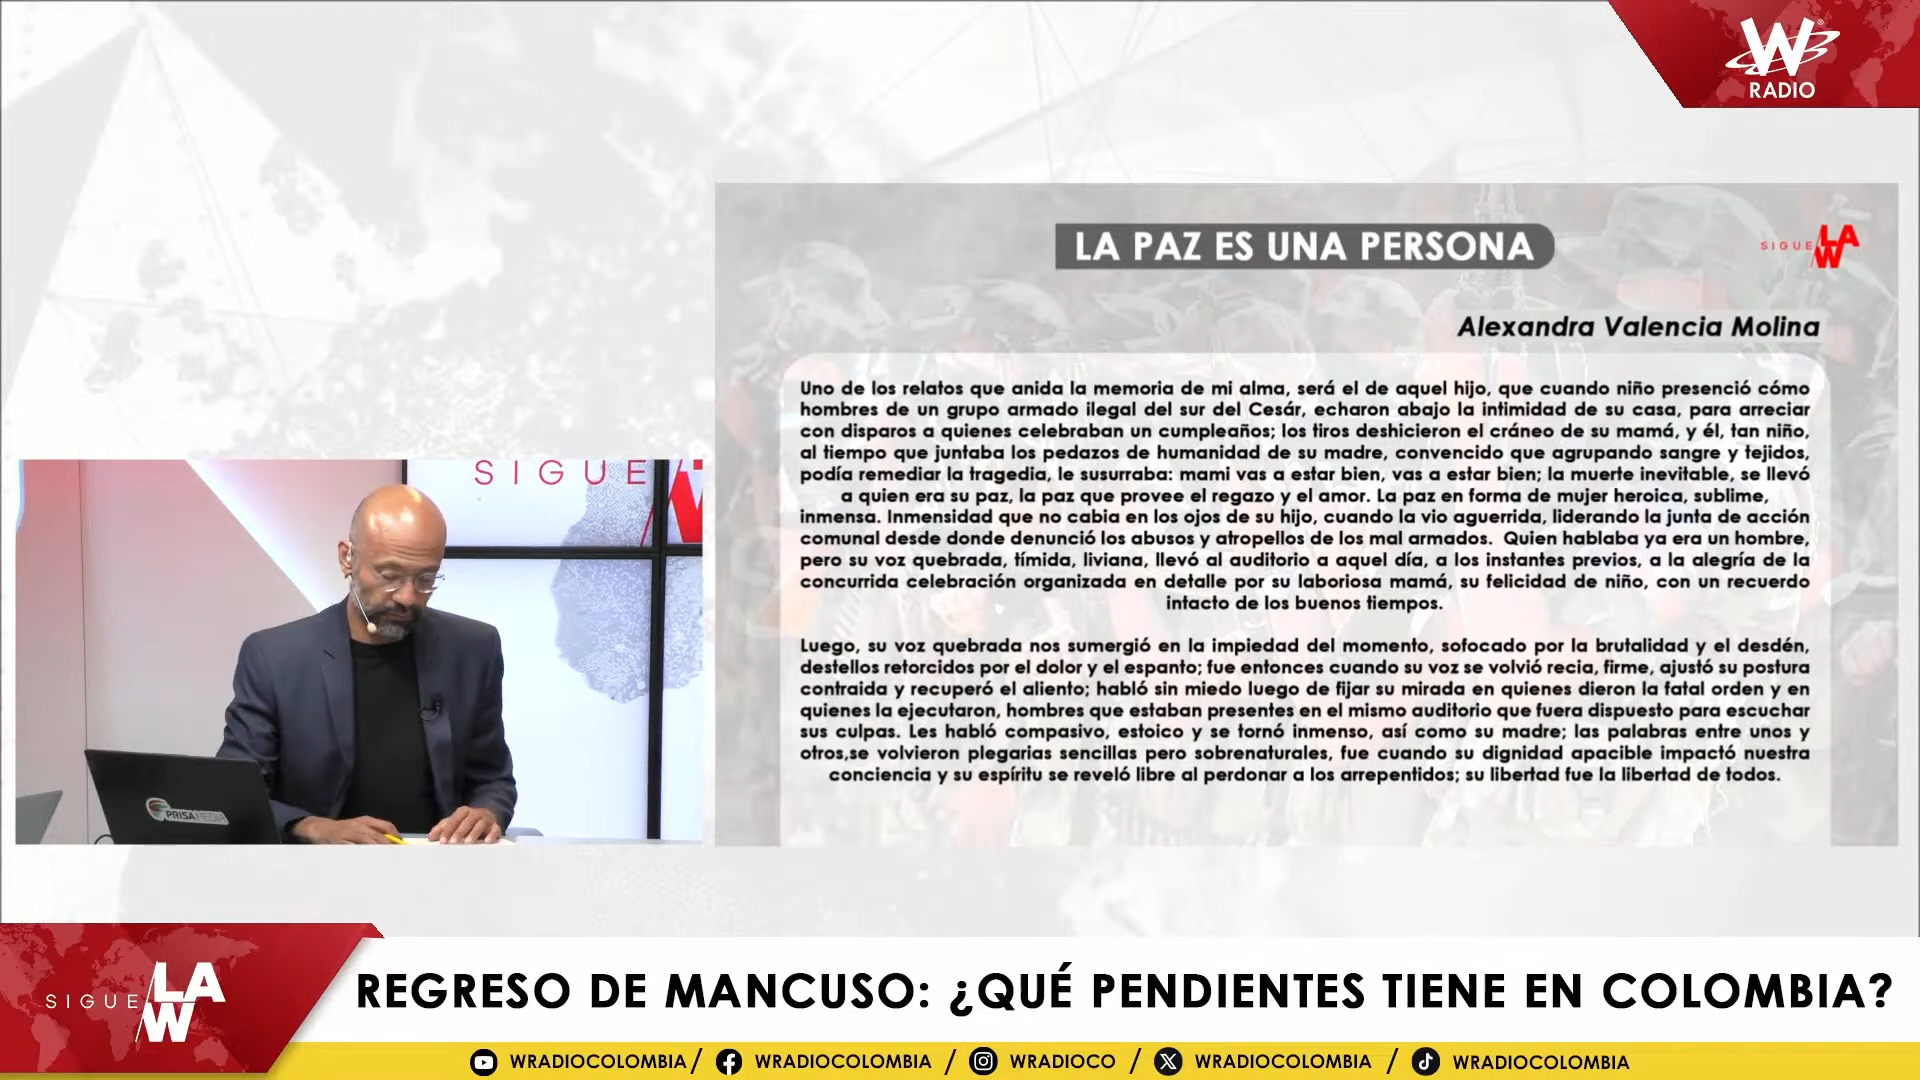 W
RADIO
LA PAZ ES UNA PERSONA
SIGUE LA W
Alexandra Valencia Molina
Uno de los relatos que anida la memoria de mi alma, será el de aquel hijo, que cuando niño presenció cómo
hombres de un grupo armado ilegal del sur del Cesár, echaron abajo la intimidad de su casa, para arreciar
con disparos a quienes celebraban un cumpleaños; los tiros deshicieron el cráneo de su mamá, y él, tan niño,
al tiempo que juntaba los pedazos de humanidad de su madre, convencido que agrupando sangre y tejidos,
podía remediar la tragedia, le susurraba: mami vas a estar bien, vas a estar bien; la muerte inevitable, se llevó
a quien era su paz, la paz que provee el regazo y el amor. La paz en forma de mujer heroica, sublime,
inmensa. Inmensidad que no cabia en los ojos de su hijo, cuando la vio aguerrida, liderando la junta de acción
comunal desde donde denunció los abusos y atropellos de los mal armados. Quien hablaba ya era un hombre,
pero su voz quebrada, tímida, liviana, llevó al auditorio a aquel día, a los instantes previos, a la alegría de la
concurrida celebración organizada en detalle por su laboriosa mamá, su felicidad de niño, con un recuerdo
intacto de los buenos tiempos.
Luego, su voz quebrada nos sumergió en la impiedad del momento, sofocado por la brutalidad y el desdén,
destellos retorcidos por el dolor y el espanto; fue entonces cuando su voz se volvió recia, firme, ajustó su postura
contraida y recuperó el aliento; habló sin miedo luego de fijar su mirada en quienes dieron la fatal orden y en
quienes la ejecutaron, hombres que estaban presentes en el mismo auditorio que fuera dispuesto para escuchar
sus culpas. Les habló compasivo, estoico y se tornó inmenso, así como su madre; las palabras entre unos y
otros,se volvieron plegarias sencillas pero sobrenaturales, fue cuando su dignidad apacible impactó nuestra
conciencia y su espíritu se reveló libre al perdonar a los arrepentidos; su libertad fue la libertad de todos.
SIGUE
PRISA MEDIA
SIGUE LA W
REGRESO DE MANCUSO: ¿QUÉ PENDIENTES TIENE EN COLOMBIA?
WRADIOCOLOMBIA / WRADIOCOLOMBIA / WRADIOCO / WRADIOCOLOMBIA / WRADIOCOLOMBIA